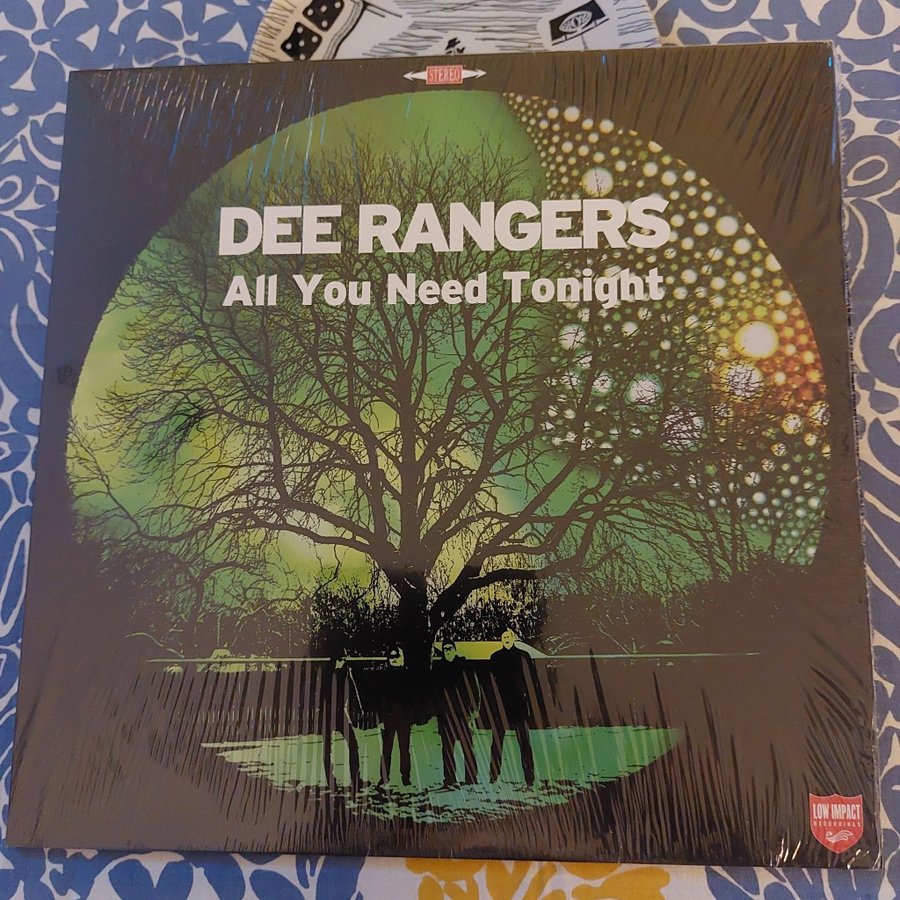 STEREO
DEE RANGERS
All You Need Tonight
LOW IMPACT
RECORDINGS